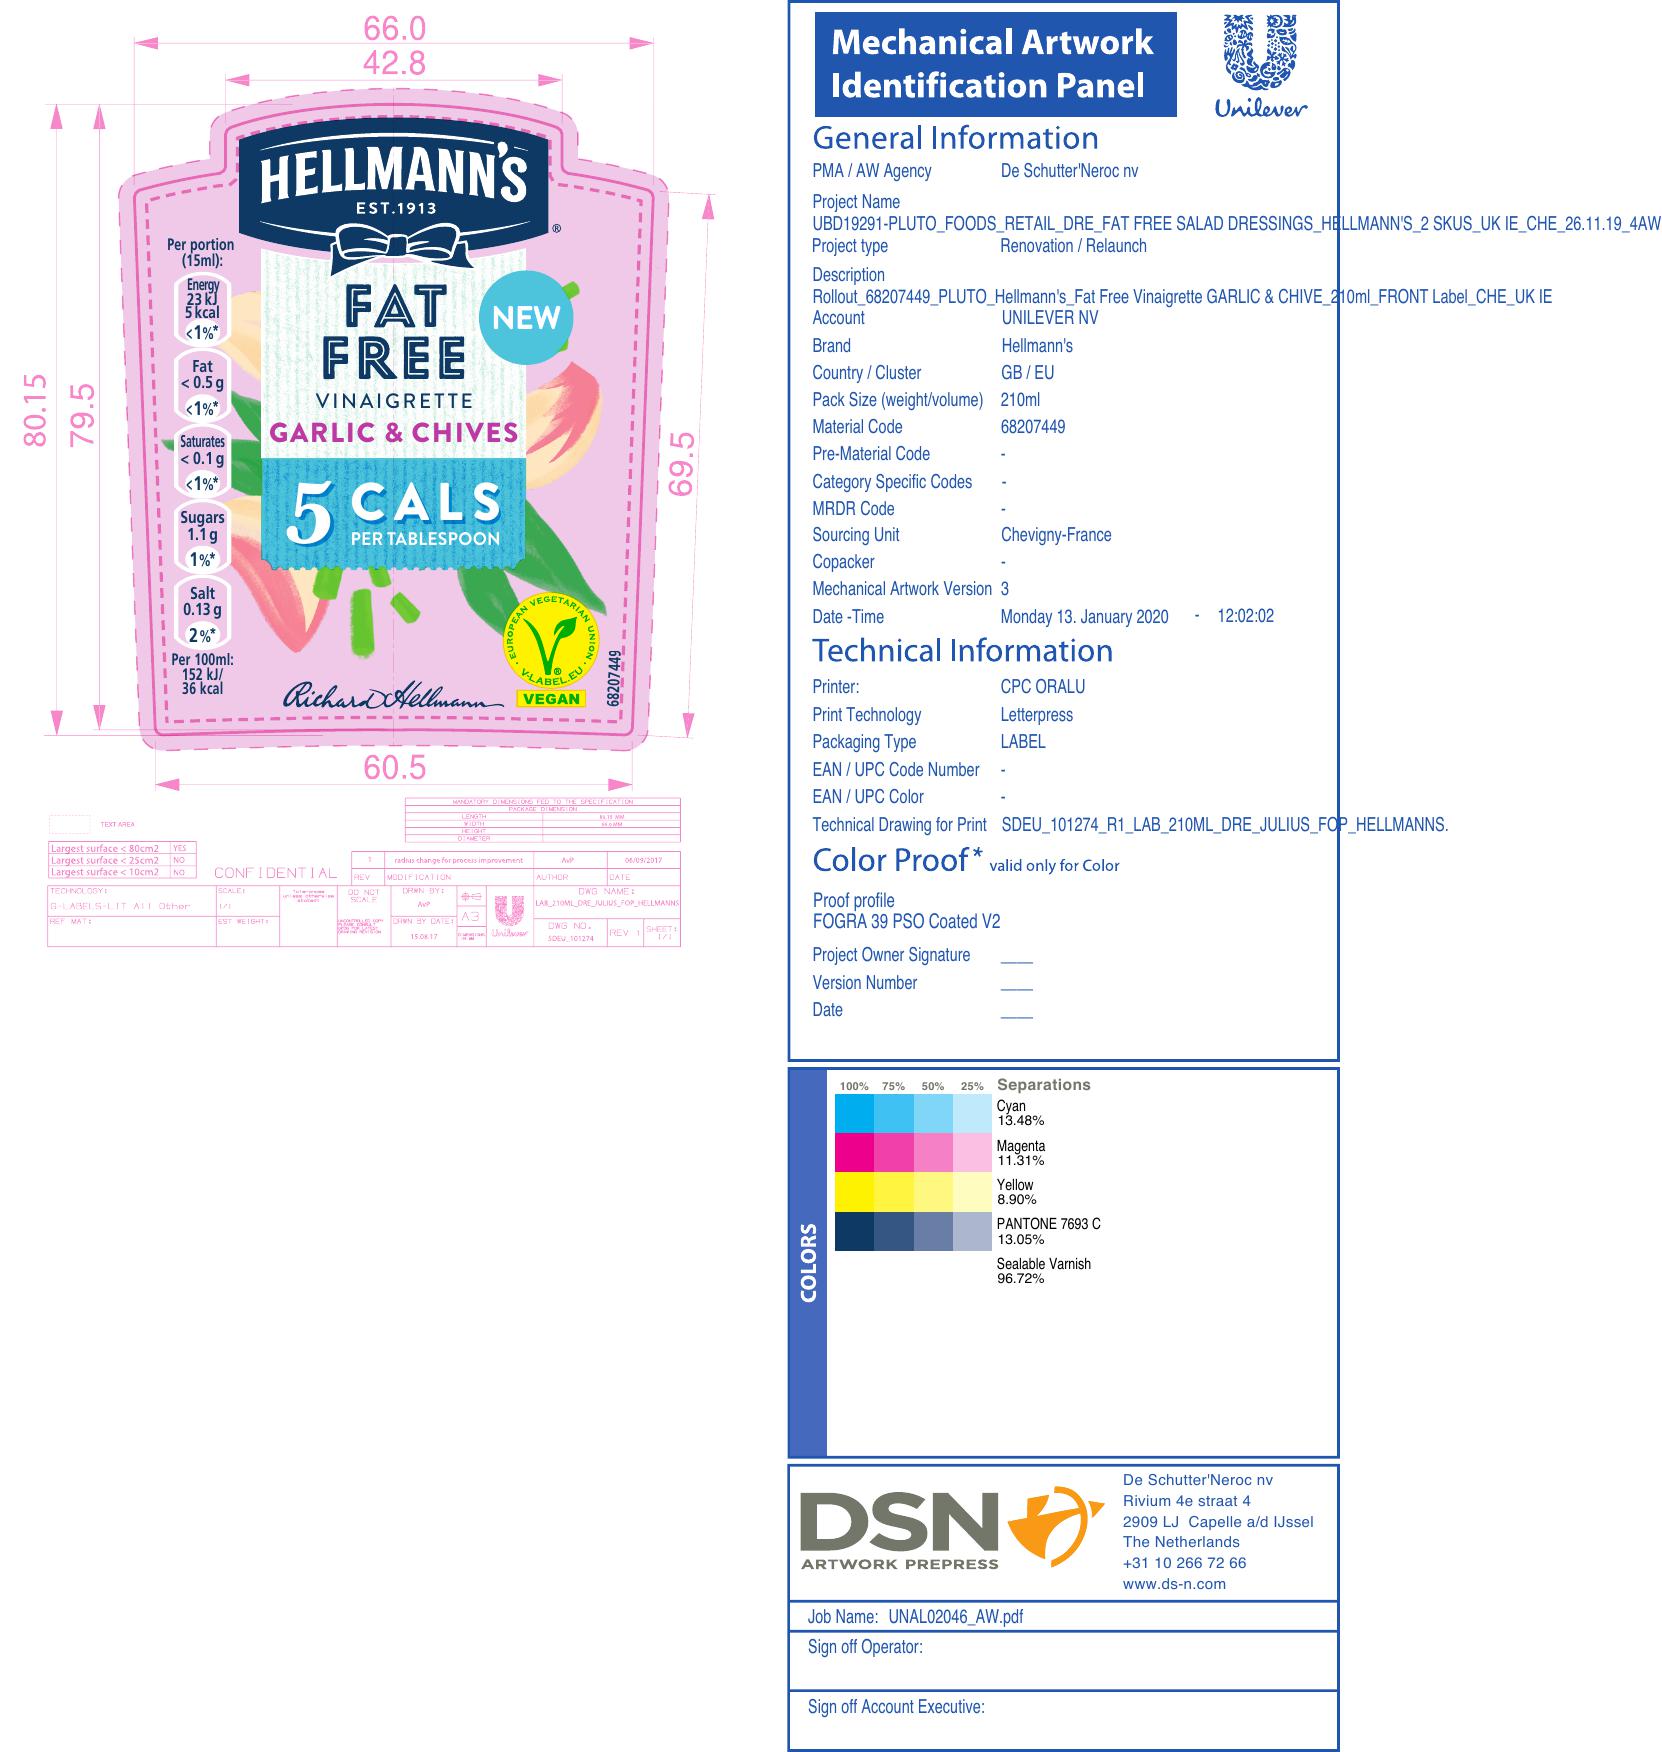 66.0
42.8
80.15
79.5
69.5
60.5
HELLMANN'S
EST.1913
®
Per portion
(15ml):
Energy
23 kJ
5 kcal
<1%*
Fat
< 0.5 g
<1%*
Saturates
< 0.1 g
<1%*
Sugars
1.1 g
1%*
Salt
0.13 g
2%*
Per 100ml:
152 kJ/
36 kcal
FAT
FREE
NEW
VINAIGRETTE
GARLIC & CHIVES
5 CALS
PER TABLESPOON
Richard Hellmann
EUROPEAN VEGETARIAN UNION
V-LABEL.EU
®
VEGAN
68207449
TEXT AREA
MANDATORY DIMENSIONS FED TO THE SPECIFICATION
PACKAGE DIMENSION
LENGTH 80.15 MM
WIDTH 66.0 MM
HEIGHT
DIAMETER
Largest surface < 80cm2 YES
Largest surface < 25cm2 NO
Largest surface < 10cm2 NO
CONFIDENTIAL
1 radius change for process improvement AvP 06/09/2017
REV MODIFICATION AUTHOR DATE
TECHNOLOGY:
G-LABELS-LIT All Other
REF MAT:
SCALE:
1/1
EST WEIGHT:
DO NOT
SCALE
DRWN BY:
AvP
DRWN BY DATE:
15.06.17
A3
Unilever
DWG NAME:
LAB_210ML_DRE_JULIUS_FOP_HELLMANNS
DWG NO.
SDEU_101274
REV 1
SHEET:
1/1
Mechanical Artwork
Identification Panel
Unilever
General Information
PMA / AW Agency De Schutter'Neroc nv
Project Name
UBD19291-PLUTO_FOODS_RETAIL_DRE_FAT FREE SALAD DRESSINGS_HELLMANN'S_2 SKUS_UK IE_CHE_26.11.19_4AW
Project type Renovation / Relaunch
Description
Rollout_68207449_PLUTO_Hellmann's_Fat Free Vinaigrette GARLIC & CHIVE_210ml_FRONT Label_CHE_UK IE
Account UNILEVER NV
Brand Hellmann's
Country / Cluster GB / EU
Pack Size (weight/volume) 210ml
Material Code 68207449
Pre-Material Code -
Category Specific Codes -
MRDR Code -
Sourcing Unit Chevigny-France
Copacker -
Mechanical Artwork Version 3
Date -Time Monday 13. January 2020 - 12:02:02
Technical Information
Printer: CPC ORALU
Print Technology Letterpress
Packaging Type LABEL
EAN / UPC Code Number -
EAN / UPC Color -
Technical Drawing for Print SDEU_101274_R1_LAB_210ML_DRE_JULIUS_FOP_HELLMANNS.
Color Proof* valid only for Color
Proof profile
FOGRA 39 PSO Coated V2
Project Owner Signature ____
Version Number ____
Date ____
COLORS
100% 75% 50% 25% Separations
Cyan
13.48%
Magenta
11.31%
Yellow
8.90%
PANTONE 7693 C
13.05%
Sealable Varnish
96.72%
DSN
ARTWORK PREPRESS
De Schutter'Neroc nv
Rivium 4e straat 4
2909 LJ Capelle a/d IJssel
The Netherlands
+31 10 266 72 66
www.ds-n.com
Job Name: UNAL02046_AW.pdf
Sign off Operator:
Sign off Account Executive: